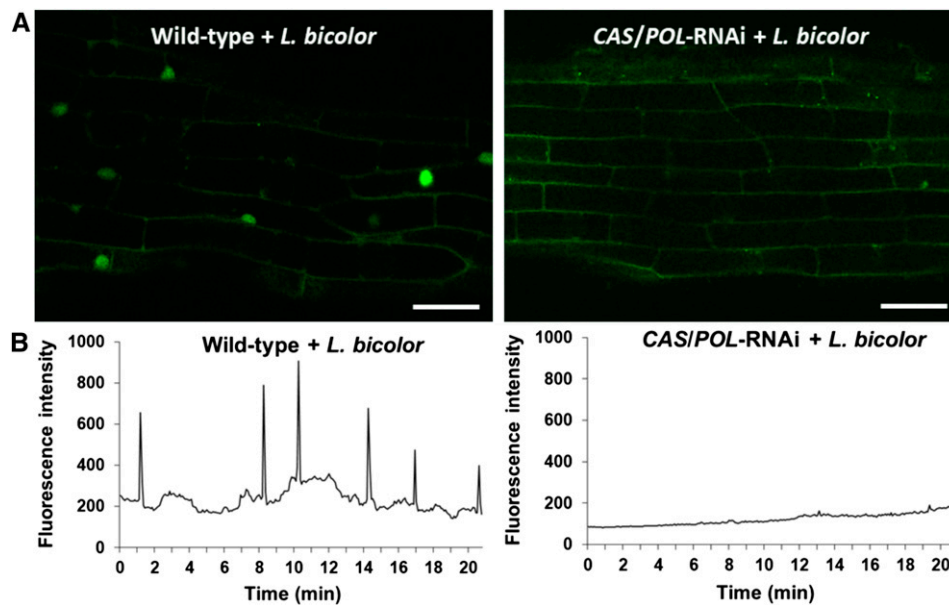 A
Wild-type + L. bicolor
CAS/POL-RNAi + L. bicolor
B
Wild-type + L. bicolor
Fluorescence intensity
1000
800
600
400
200
0
0 2 4 6 8 10 12 14 16 18 20
Time (min)
CAS/POL-RNAi + L. bicolor
Fluorescence intensity
1000
800
600
400
200
0
0 2 4 6 8 10 12 14 16 18 20
Time (min)